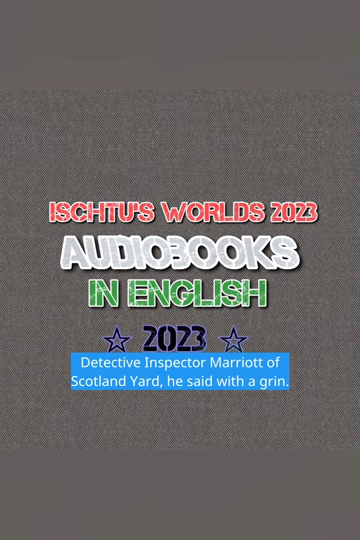 ISCHTU'S WORLDS 2023
AUDIOBOOKS
IN ENGLISH
☆ 2023 ☆
Detective Inspector Marriott of
Scotland Yard, he said with a grin.